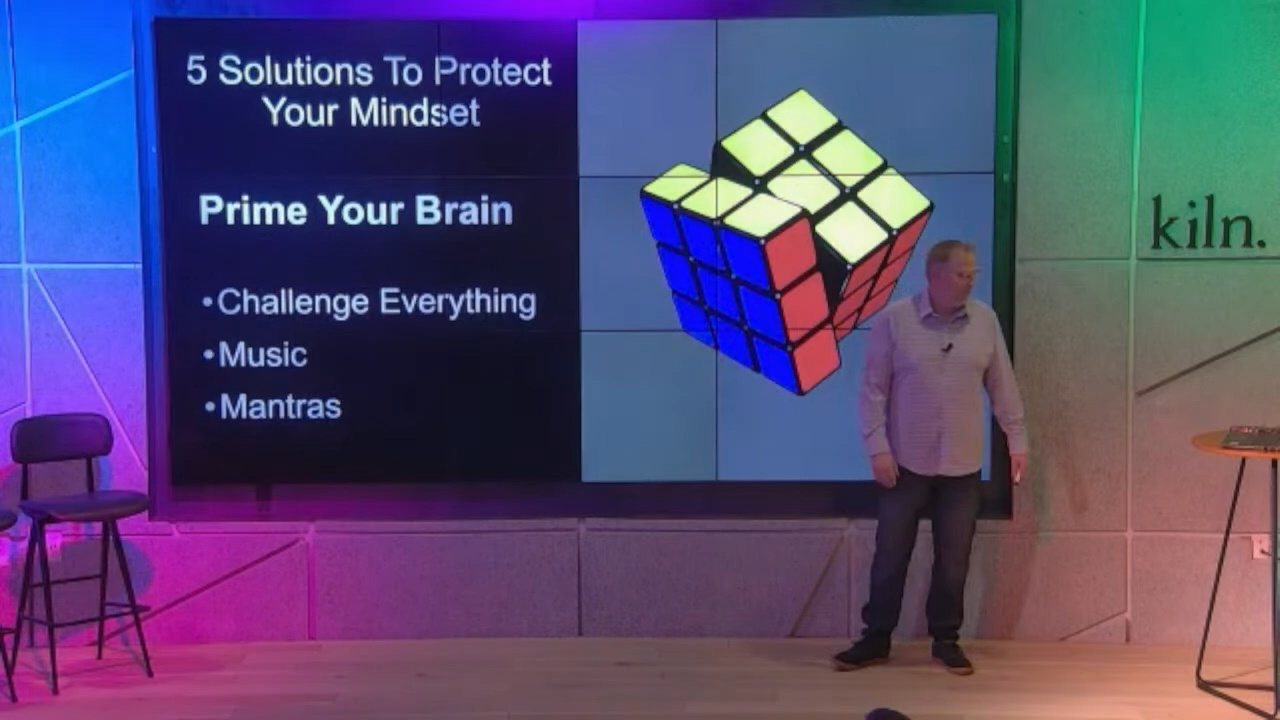 5 Solutions To Protect
Your Mindset
Prime Your Brain
•Challenge Everything
•Music
•Mantras
kiln.